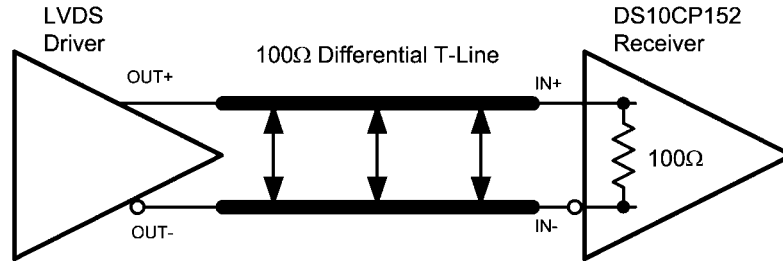 LVDS
Driver
DS10CP152
Receiver
100Ω Differential T-Line
OUT+
IN+
100Ω
OUT-
IN-